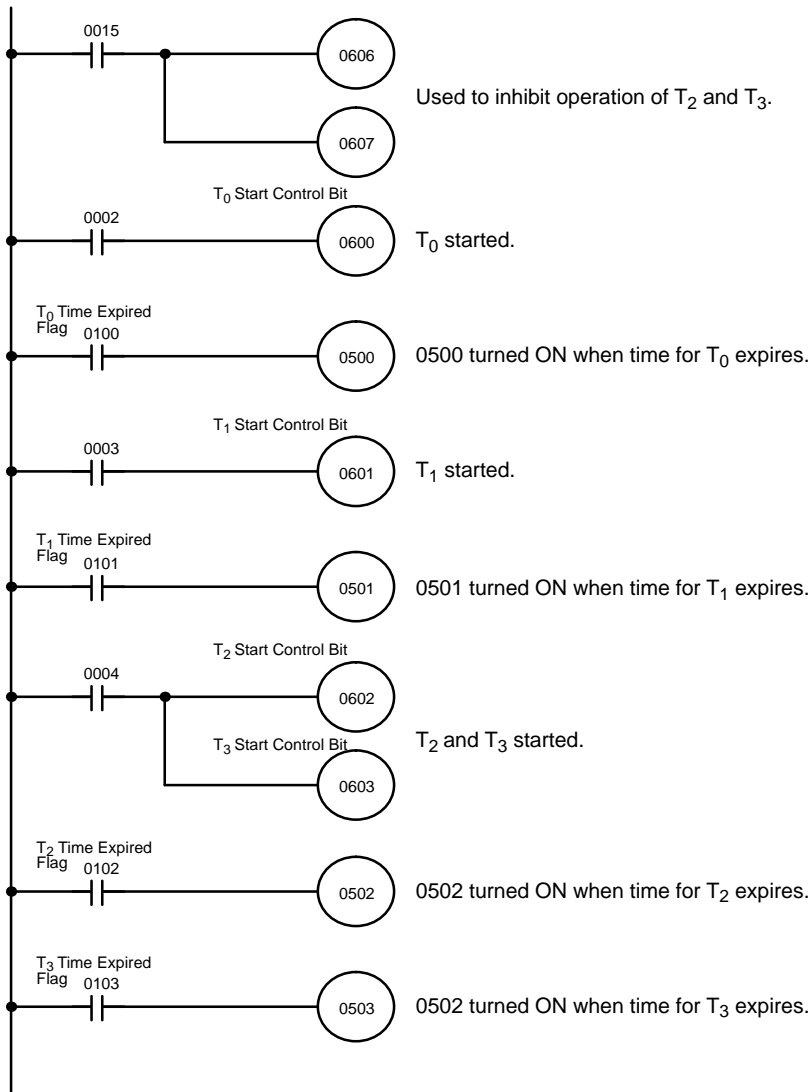 0015
0606
Used to inhibit operation of T2 and T3.
0607
T0 Start Control Bit
0002
0600
T0 started.
T0 Time Expired
Flag
0100
0500
0500 turned ON when time for T0 expires.
T1 Start Control Bit
0003
0601
T1 started.
T1 Time Expired
Flag
0101
0501
0501 turned ON when time for T1 expires.
T2 Start Control Bit
0004
0602
T3 Start Control Bit
T2 and T3 started.
0603
T2 Time Expired
Flag
0102
0502
0502 turned ON when time for T2 expires.
T3 Time Expired
Flag
0103
0503
0502 turned ON when time for T3 expires.